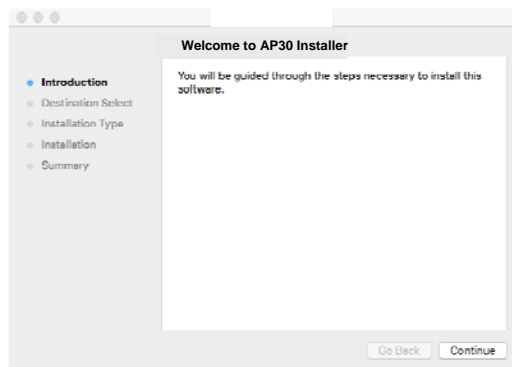 Welcome to AP30 Installer
Introduction
Destination Select
Installation Type
Installation
Summary
You will be guided through the steps necessary to install this
software.
Go Back
Continue